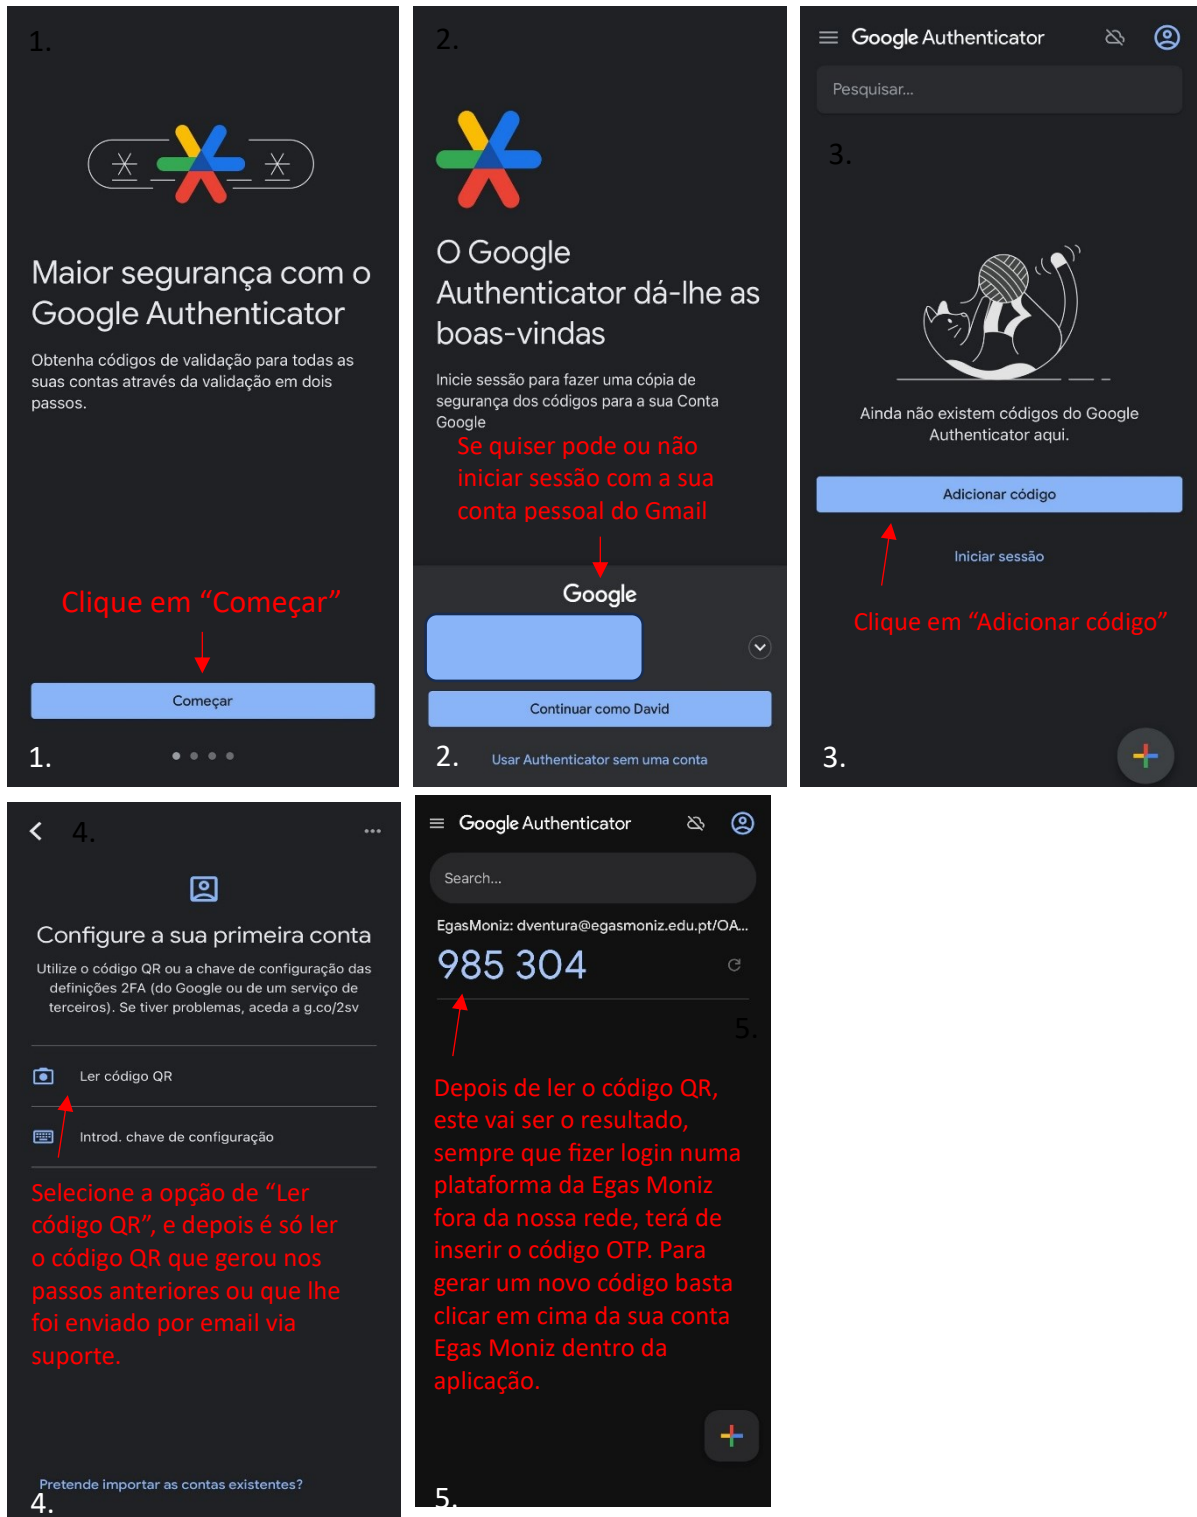 1.
Maior segurança com o
Google Authenticator
Obtenha códigos de validação para todas as
suas contas através da validação em dois
passos.
Clique em “Começar”
Começar
1.
2.
O Google
Authenticator dá-lhe as
boas-vindas
Inicie sessão para fazer uma cópia de
segurança dos códigos para a sua Conta
Google
Se quiser pode ou não
iniciar sessão com a sua
conta pessoal do Gmail
Google
Continuar como David
2.
Usar Authenticator sem uma conta
Google Authenticator
Pesquisar...
3.
Ainda não existem códigos do Google
Authenticator aqui.
Adicionar código
Iniciar sessão
Clique em “Adicionar código”
3.
4.
Configure a sua primeira conta
Utilize o código QR ou a chave de configuração das
definições 2FA (do Google ou de um serviço de
terceiros). Se tiver problemas, aceda a g.co/2sv
Ler código QR
Introd. chave de configuração
Selecione a opção de “Ler
código QR”, e depois é só ler
o código QR que gerou nos
passos anteriores ou que lhe
foi enviado por email via
suporte.
Pretende importar as contas existentes?
4.
Google Authenticator
Search...
EgasMoniz: dventura@egasmoniz.edu.pt/OA...
985 304
5.
Depois de ler o código QR,
este vai ser o resultado,
sempre que fizer login numa
plataforma da Egas Moniz
fora da nossa rede, terá de
inserir o código OTP. Para
gerar um novo código basta
clicar em cima da sua conta
Egas Moniz dentro da
aplicação.
5.